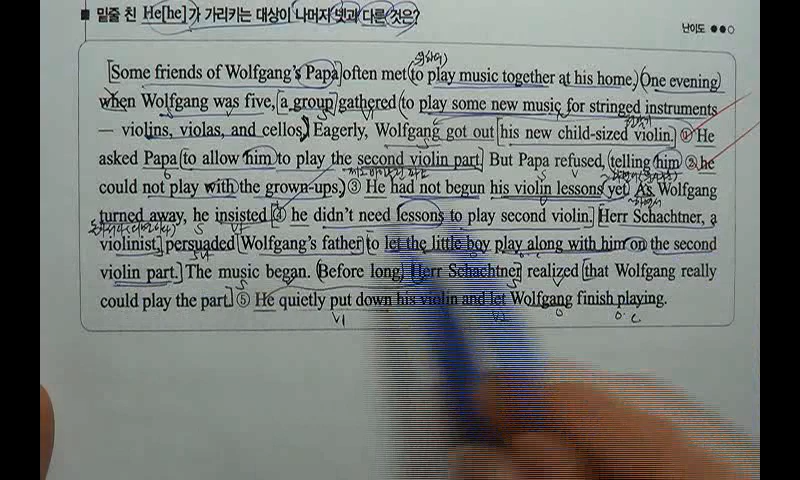 ■ 밑줄 친 He[he]가 가리키는 대상이 나머지 넷과 다른 것은?
난이도 ●●○
Some friends of Wolfgang's Papa often met to play music together at his home. One evening
when Wolfgang was five, a group gathered to play some new music for stringed instruments
— violins, violas, and cellos. Eagerly, Wolfgang got out his new child-sized violin. ① He
asked Papa to allow him to play the second violin part. But Papa refused, telling him ② he
could not play with the grown-ups. ③ He had not begun his violin lessons yet. As Wolfgang
turned away, he insisted ④ he didn't need lessons to play second violin. Herr Schachtner, a
violinist, persuaded Wolfgang's father to let the little boy play along with him on the second
violin part. The music began. Before long, Herr Schachtner realized that Wolfgang really
could play the part. ⑤ He quietly put down his violin and let Wolfgang finish playing.